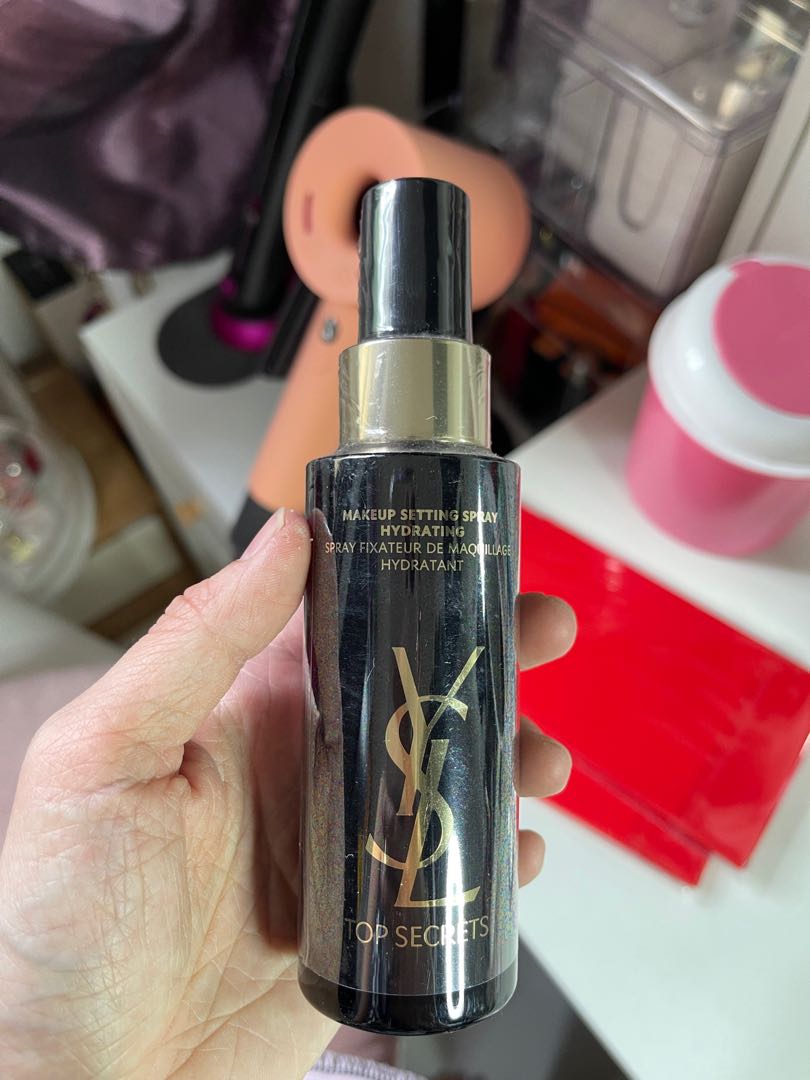 MAKEUP SETTING SPRAY
HYDRATING
SPRAY FIXATEUR DE MAQUILLAGE
HYDRATANT
YSL
TOP SECRETS